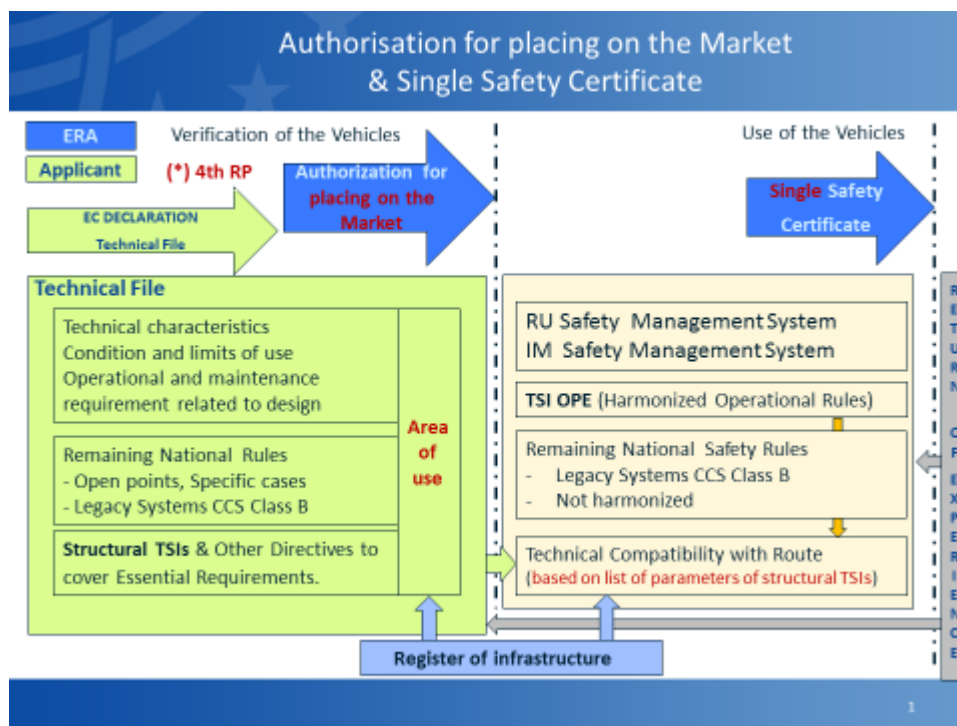 Authorisation for placing on the Market
& Single Safety Certificate
ERA
Verification of the Vehicles
Use of the Vehicles
Applicant
(*) 4th RP
Authorization for
placing on the
Market
Single Safety
Certificate
EC DECLARATION
Technical File
Technical File
Technical characteristics
Condition and limits of use
Operational and maintenance
requirement related to design
Remaining National Rules
- Open points, Specific cases
- Legacy Systems CCS Class B
Structural TSIs & Other Directives to
cover Essential Requirements.
Area
of
use
RU Safety Management System
IM Safety Management System
TSI OPE (Harmonized Operational Rules)
Remaining National Safety Rules
- Legacy Systems CCS Class B
- Not harmonized
Technical Compatibility with Route
(based on list of parameters of structural TSIs)
Register of infrastructure
RETURN OF EXPERIENCE
1